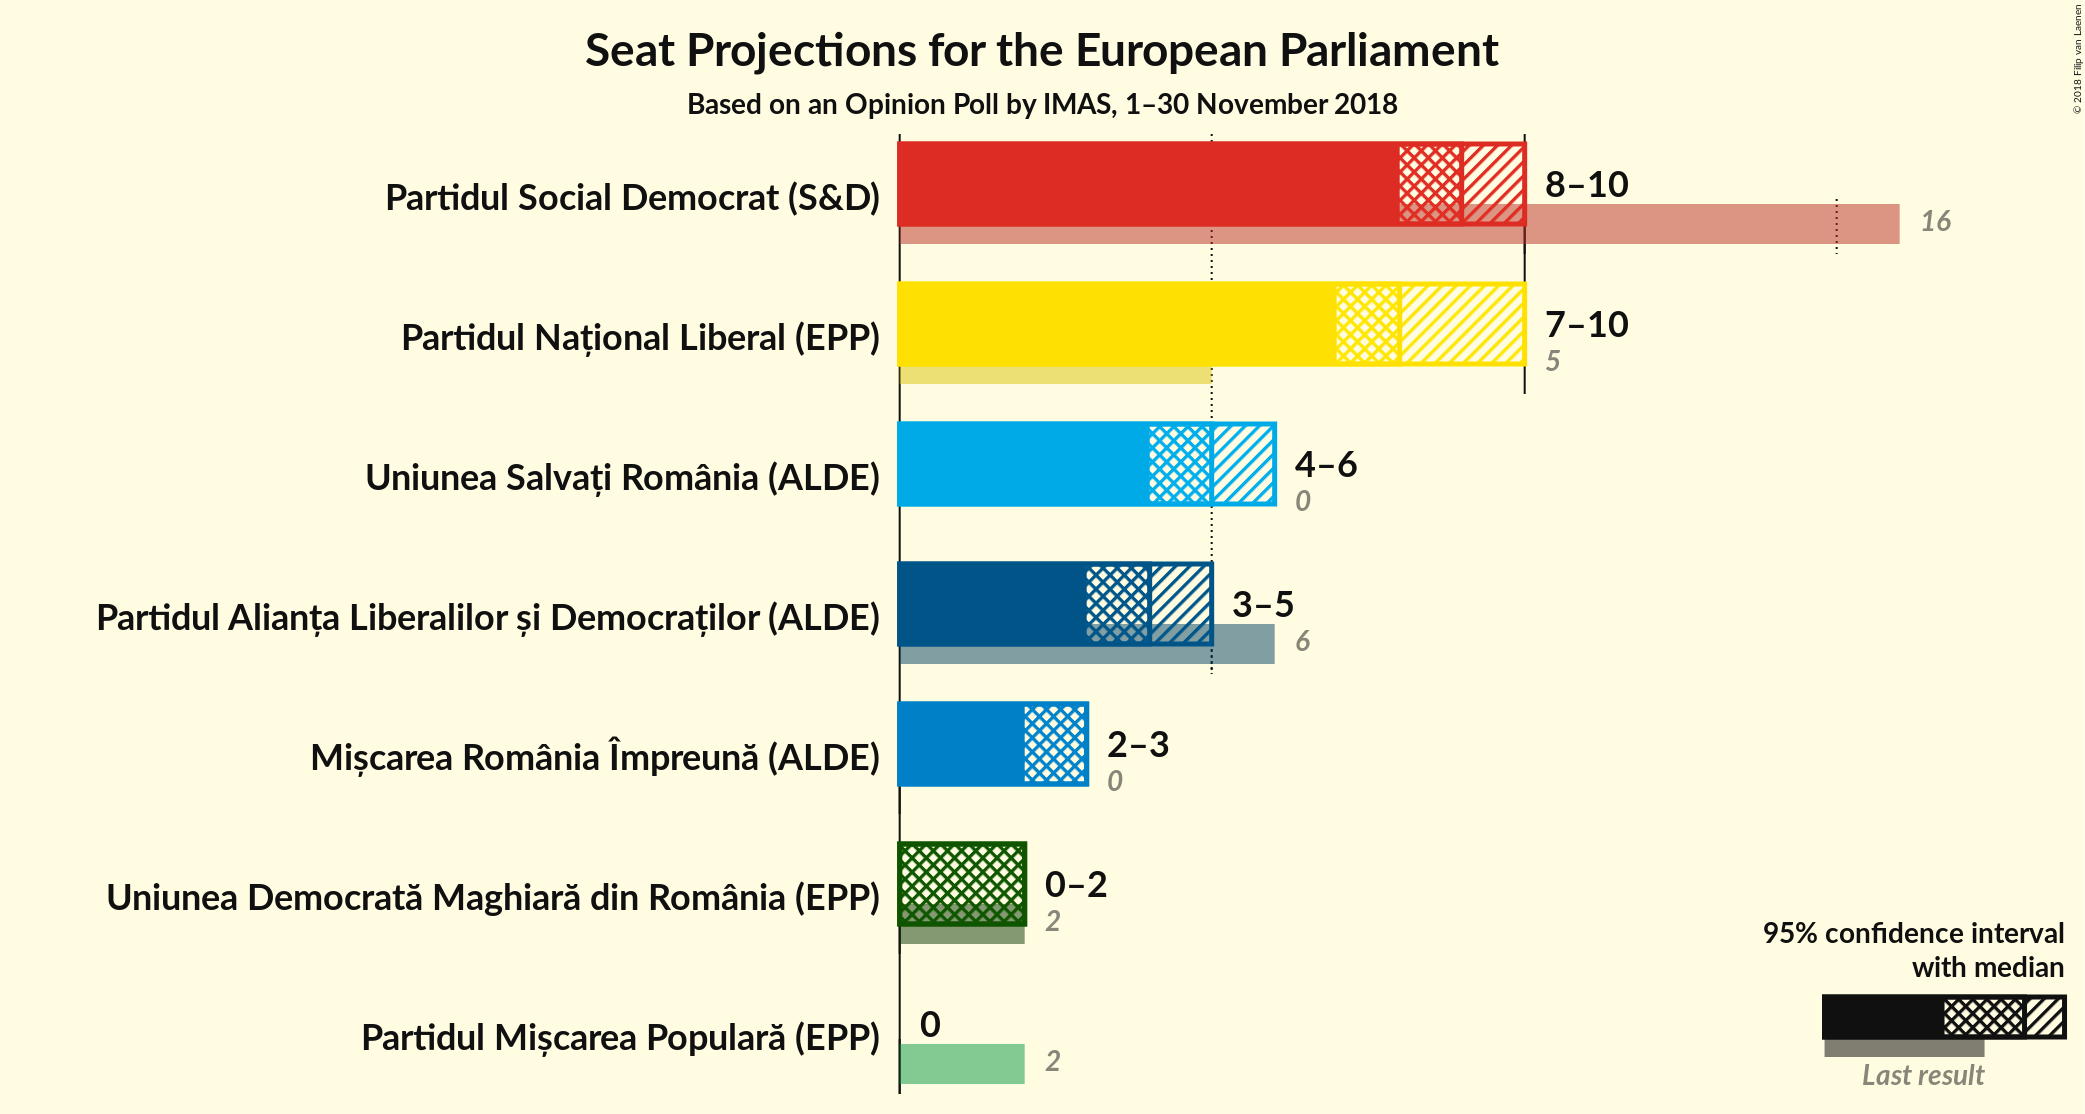 Seat Projections for the European Parliament
Based on an Opinion Poll by IMAS, 1–30 November 2018
© 2018 Filip van Laenen
Partidul Social Democrat (S&D)
8–10
16
Partidul Național Liberal (EPP)
7–10
5
Uniunea Salvați România (ALDE)
4–6
0
Partidul Alianța Liberalilor și Democraților (ALDE)
3–5
6
Mișcarea România Împreună (ALDE)
2–3
0
Uniunea Democrată Maghiară din România (EPP)
0–2
2
Partidul Mișcarea Populară (EPP)
0
2
95% confidence interval
with median
Last result